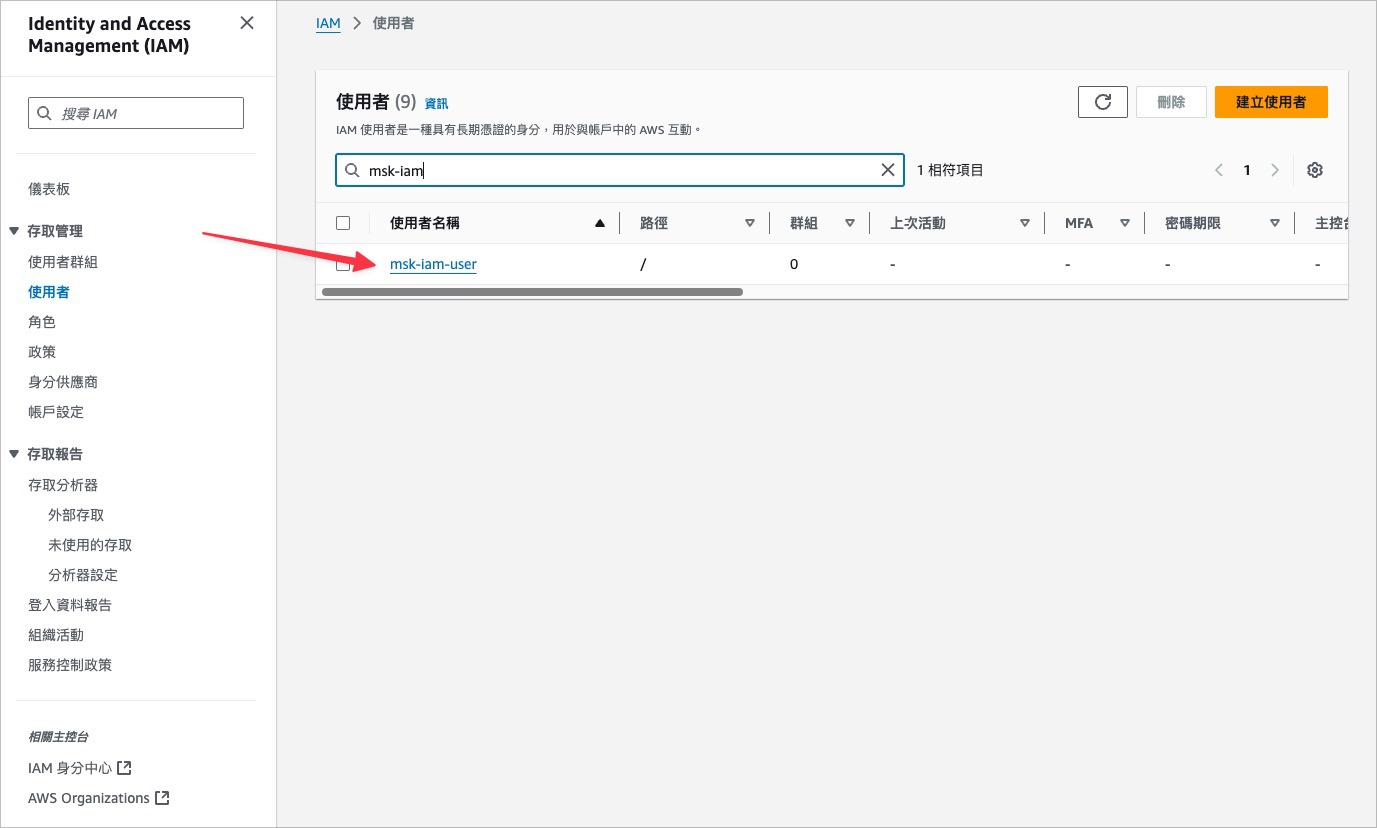 Identity and Access
Management (IAM)
搜尋 IAM
儀表板
存取管理
使用者群組
使用者
角色
政策
身分供應商
帳戶設定
存取報告
存取分析器
外部存取
未使用的存取
分析器設定
登入資料報告
組織活動
服務控制政策
相關主控台
IAM 身分中心
AWS Organizations
IAM > 使用者
使用者 (9) 資訊
刪除
建立使用者
IAM 使用者是一種具有長期憑證的身分，用於與帳戶中的 AWS 互動。
msk-iam
1 相符項目
1
使用者名稱 路徑 群組 上次活動 MFA 密碼期限 主控台
msk-iam-user / 0 - - - -